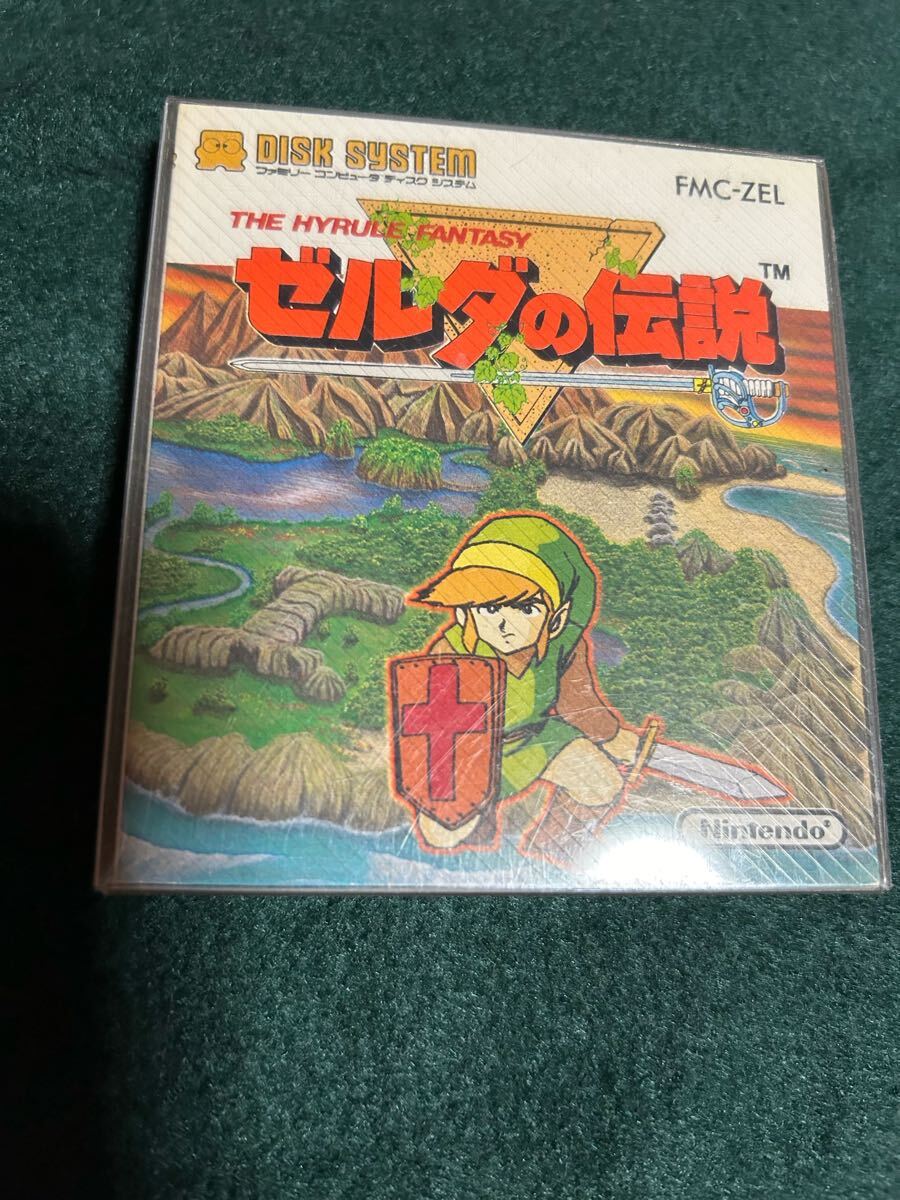 DISK SYSTEM
ファミリー コンピュータ ディスク システム
FMC-ZEL
THE HYRULE FANTASY
ゼルダの伝説
TM
Nintendo®